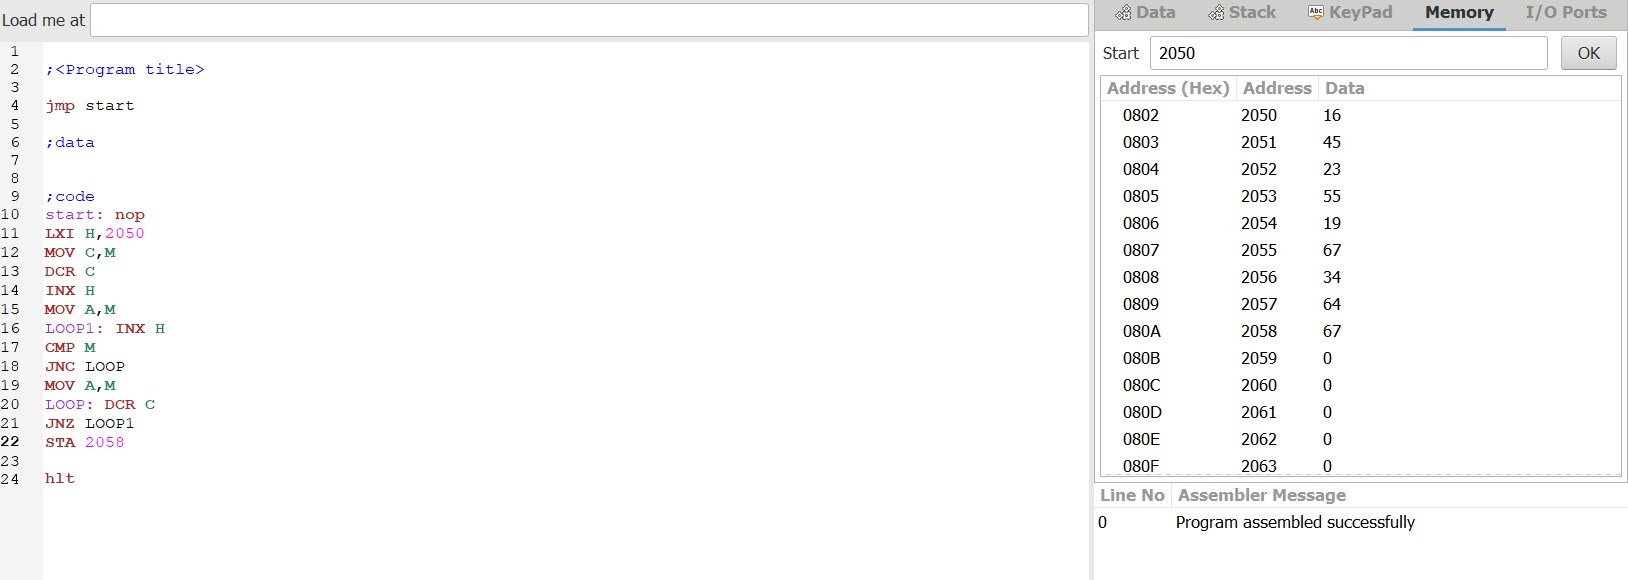 Load me at
1
2 ;<Program title>
3
4 jmp start
5
6 ;data
7
8
9 ;code
10 start: nop
11 LXI H,2050
12 MOV C,M
13 DCR C
14 INX H
15 MOV A,M
16 LOOP1: INX H
17 CMP M
18 JNC LOOP
19 MOV A,M
20 LOOP: DCR C
21 JNZ LOOP1
22 STA 2058
23
24 hlt
Data Stack Abc KeyPad Memory I/O Ports
Start 2050 OK
Address (Hex) Address Data
0802 2050 16
0803 2051 45
0804 2052 23
0805 2053 55
0806 2054 19
0807 2055 67
0808 2056 34
0809 2057 64
080A 2058 67
080B 2059 0
080C 2060 0
080D 2061 0
080E 2062 0
080F 2063 0
Line No Assembler Message
0 Program assembled successfully